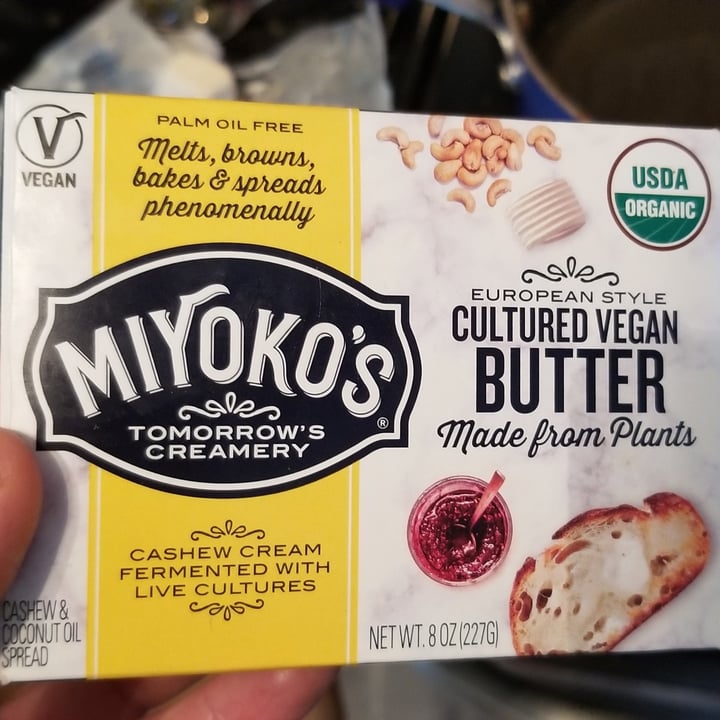 V
VEGAN
PALM OIL FREE
Melts, browns,
bakes & spreads
phenomenally
MIYOKO'S
®
TOMORROW'S
CREAMERY
CASHEW CREAM
FERMENTED WITH
LIVE CULTURES
CASHEW &
COCONUT OIL
SPREAD
USDA
ORGANIC
EUROPEAN STYLE
CULTURED VEGAN
BUTTER
Made from Plants
NET WT. 8 OZ (227G)